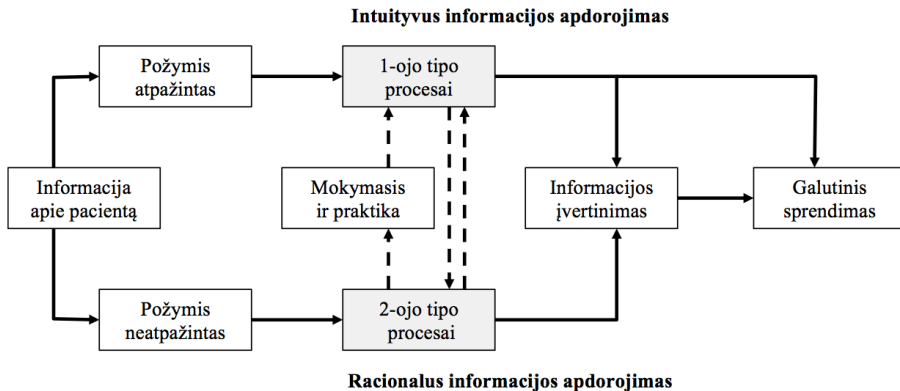 Intuityvus informacijos apdorojimas
Požymis
atpažintas
1-ojo tipo
procesai
Informacija
apie pacientą
Mokymasis
ir praktika
Informacijos
įvertinimas
Galutinis
sprendimas
Požymis
neatpažintas
2-ojo tipo
procesai
Racionalus informacijos apdorojimas